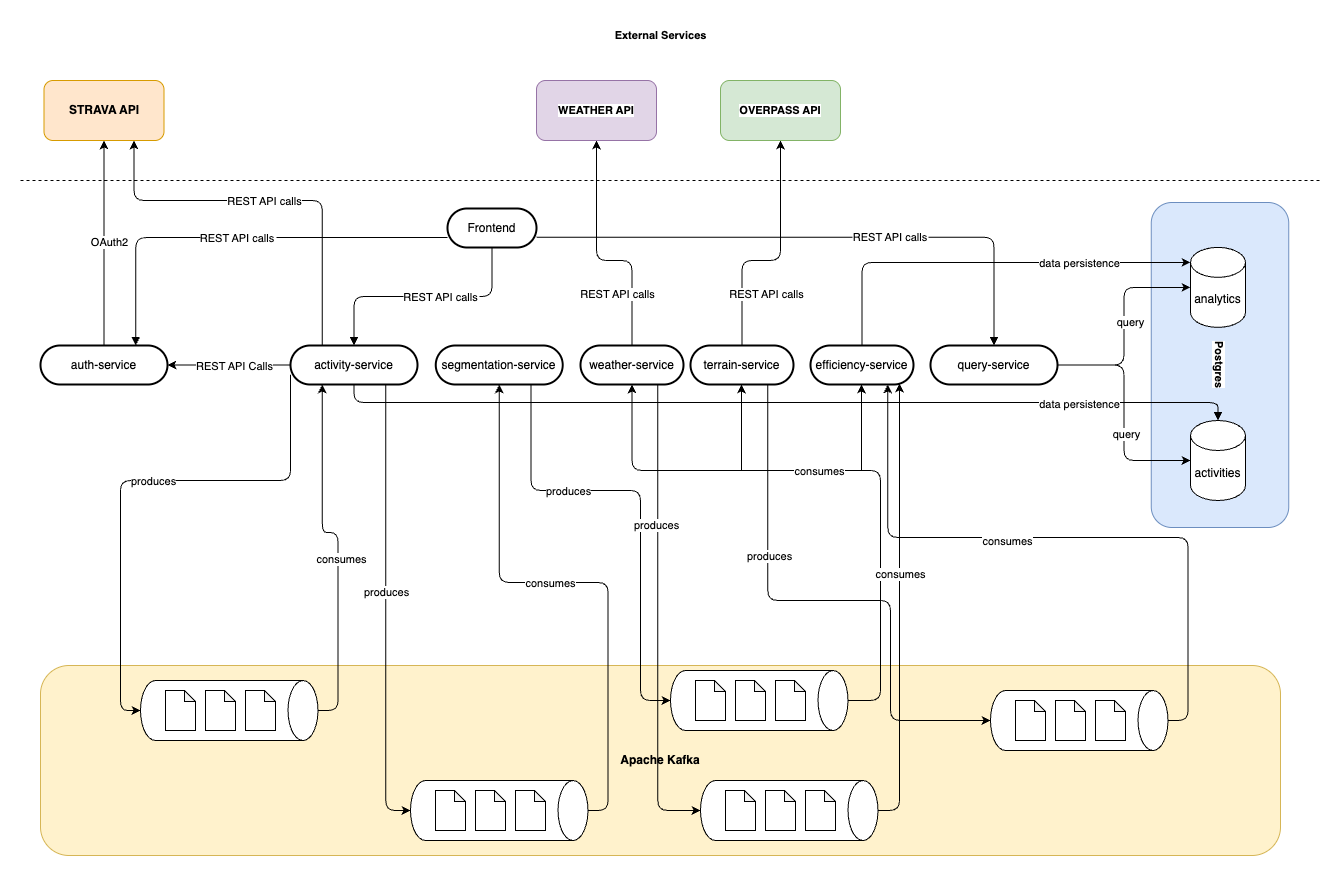 External Services
STRAVA API
WEATHER API
OVERPASS API
REST API calls
Frontend
OAuth2
REST API calls
REST API calls
data persistence
REST API calls
REST API calls
REST API calls
analytics
query
Postgres
auth-service
REST API Calls
activity-service
segmentation-service
weather-service
terrain-service
efficiency-service
query-service
data persistence
query
activities
consumes
produces
produces
produces
consumes
consumes
produces
consumes
consumes
produces
Apache Kafka